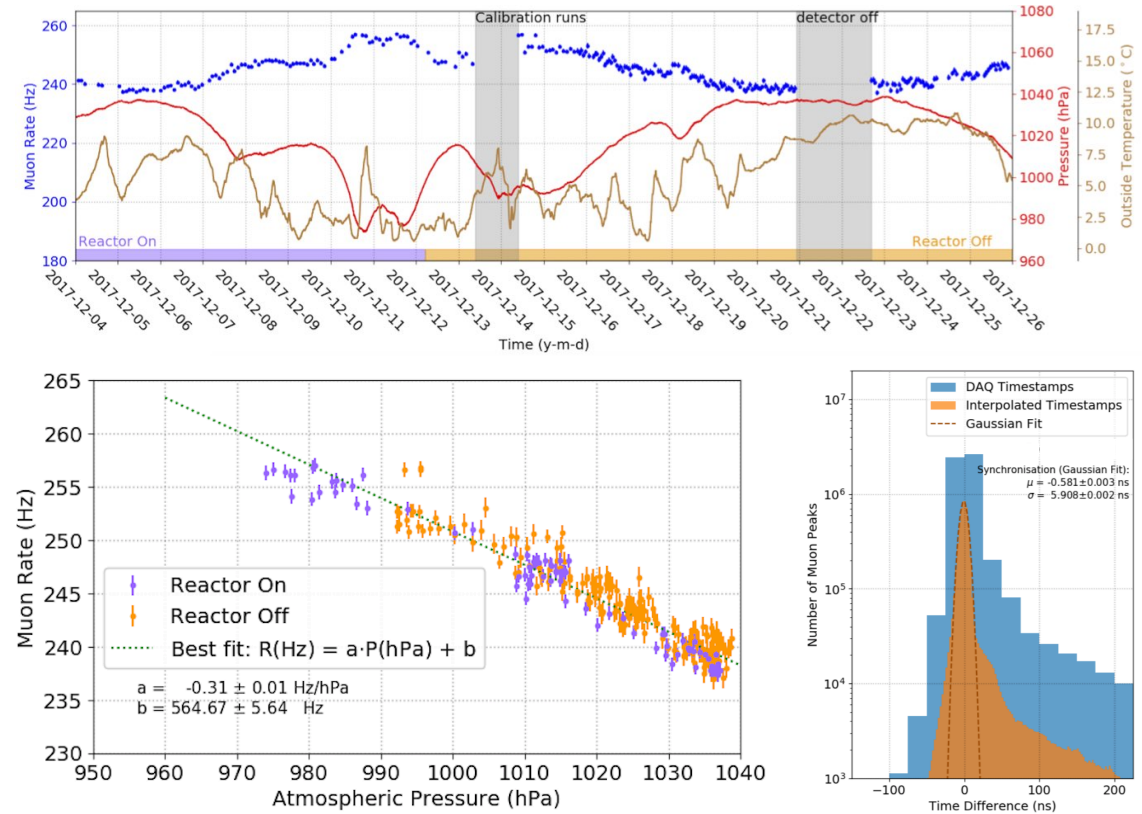 Calibration runs
detector off
260
240
220
200
180
Muon Rate (Hz)
1080
1060
1040
1020
1000
980
960
Pressure (hPa)
17.5
15.0
12.5
10.0
7.5
5.0
2.5
0.0
Outside Temperature (°C)
Reactor On
Reactor Off
2017-12-04
2017-12-05
2017-12-06
2017-12-07
2017-12-08
2017-12-09
2017-12-10
2017-12-11
2017-12-12
2017-12-13
2017-12-14
2017-12-15
2017-12-16
2017-12-17
2017-12-18
2017-12-19
2017-12-20
2017-12-21
2017-12-22
2017-12-23
2017-12-24
2017-12-25
2017-12-26
Time (y-m-d)
265
260
255
250
245
240
235
230
Muon Rate (Hz)
Reactor On
Reactor Off
Best fit: R(Hz) = a·P(hPa) + b
a = -0.31 ± 0.01 Hz/hPa
b = 564.67 ± 5.64 Hz
950 960 970 980 990 1000 1010 1020 1030 1040
Atmospheric Pressure (hPa)
DAQ Timestamps
Interpolated Timestamps
Gaussian Fit
Synchronisation (Gaussian Fit):
μ = -0.581±0.003 ns
σ = 5.908±0.002 ns
10⁷
10⁶
10⁵
10⁴
10³
Number of Muon Peaks
−100 0 100 200
Time Difference (ns)